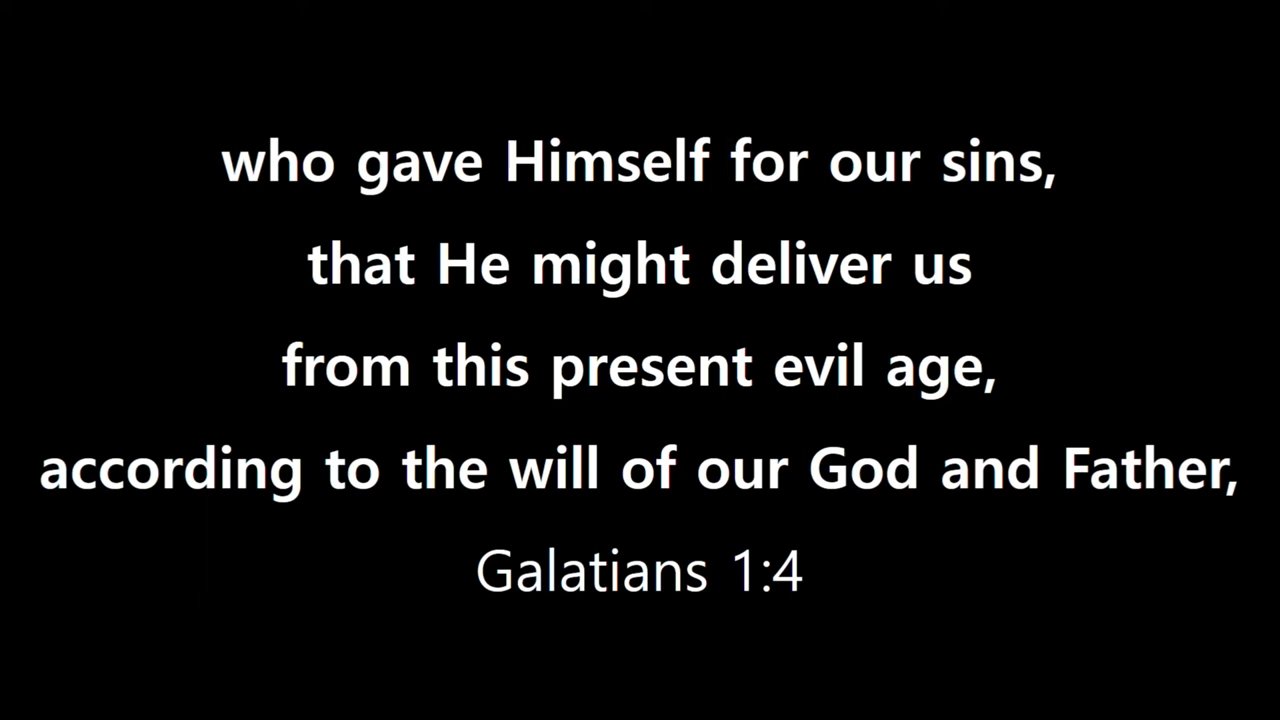 who gave Himself for our sins,
that He might deliver us
from this present evil age,
according to the will of our God and Father,
Galatians 1:4